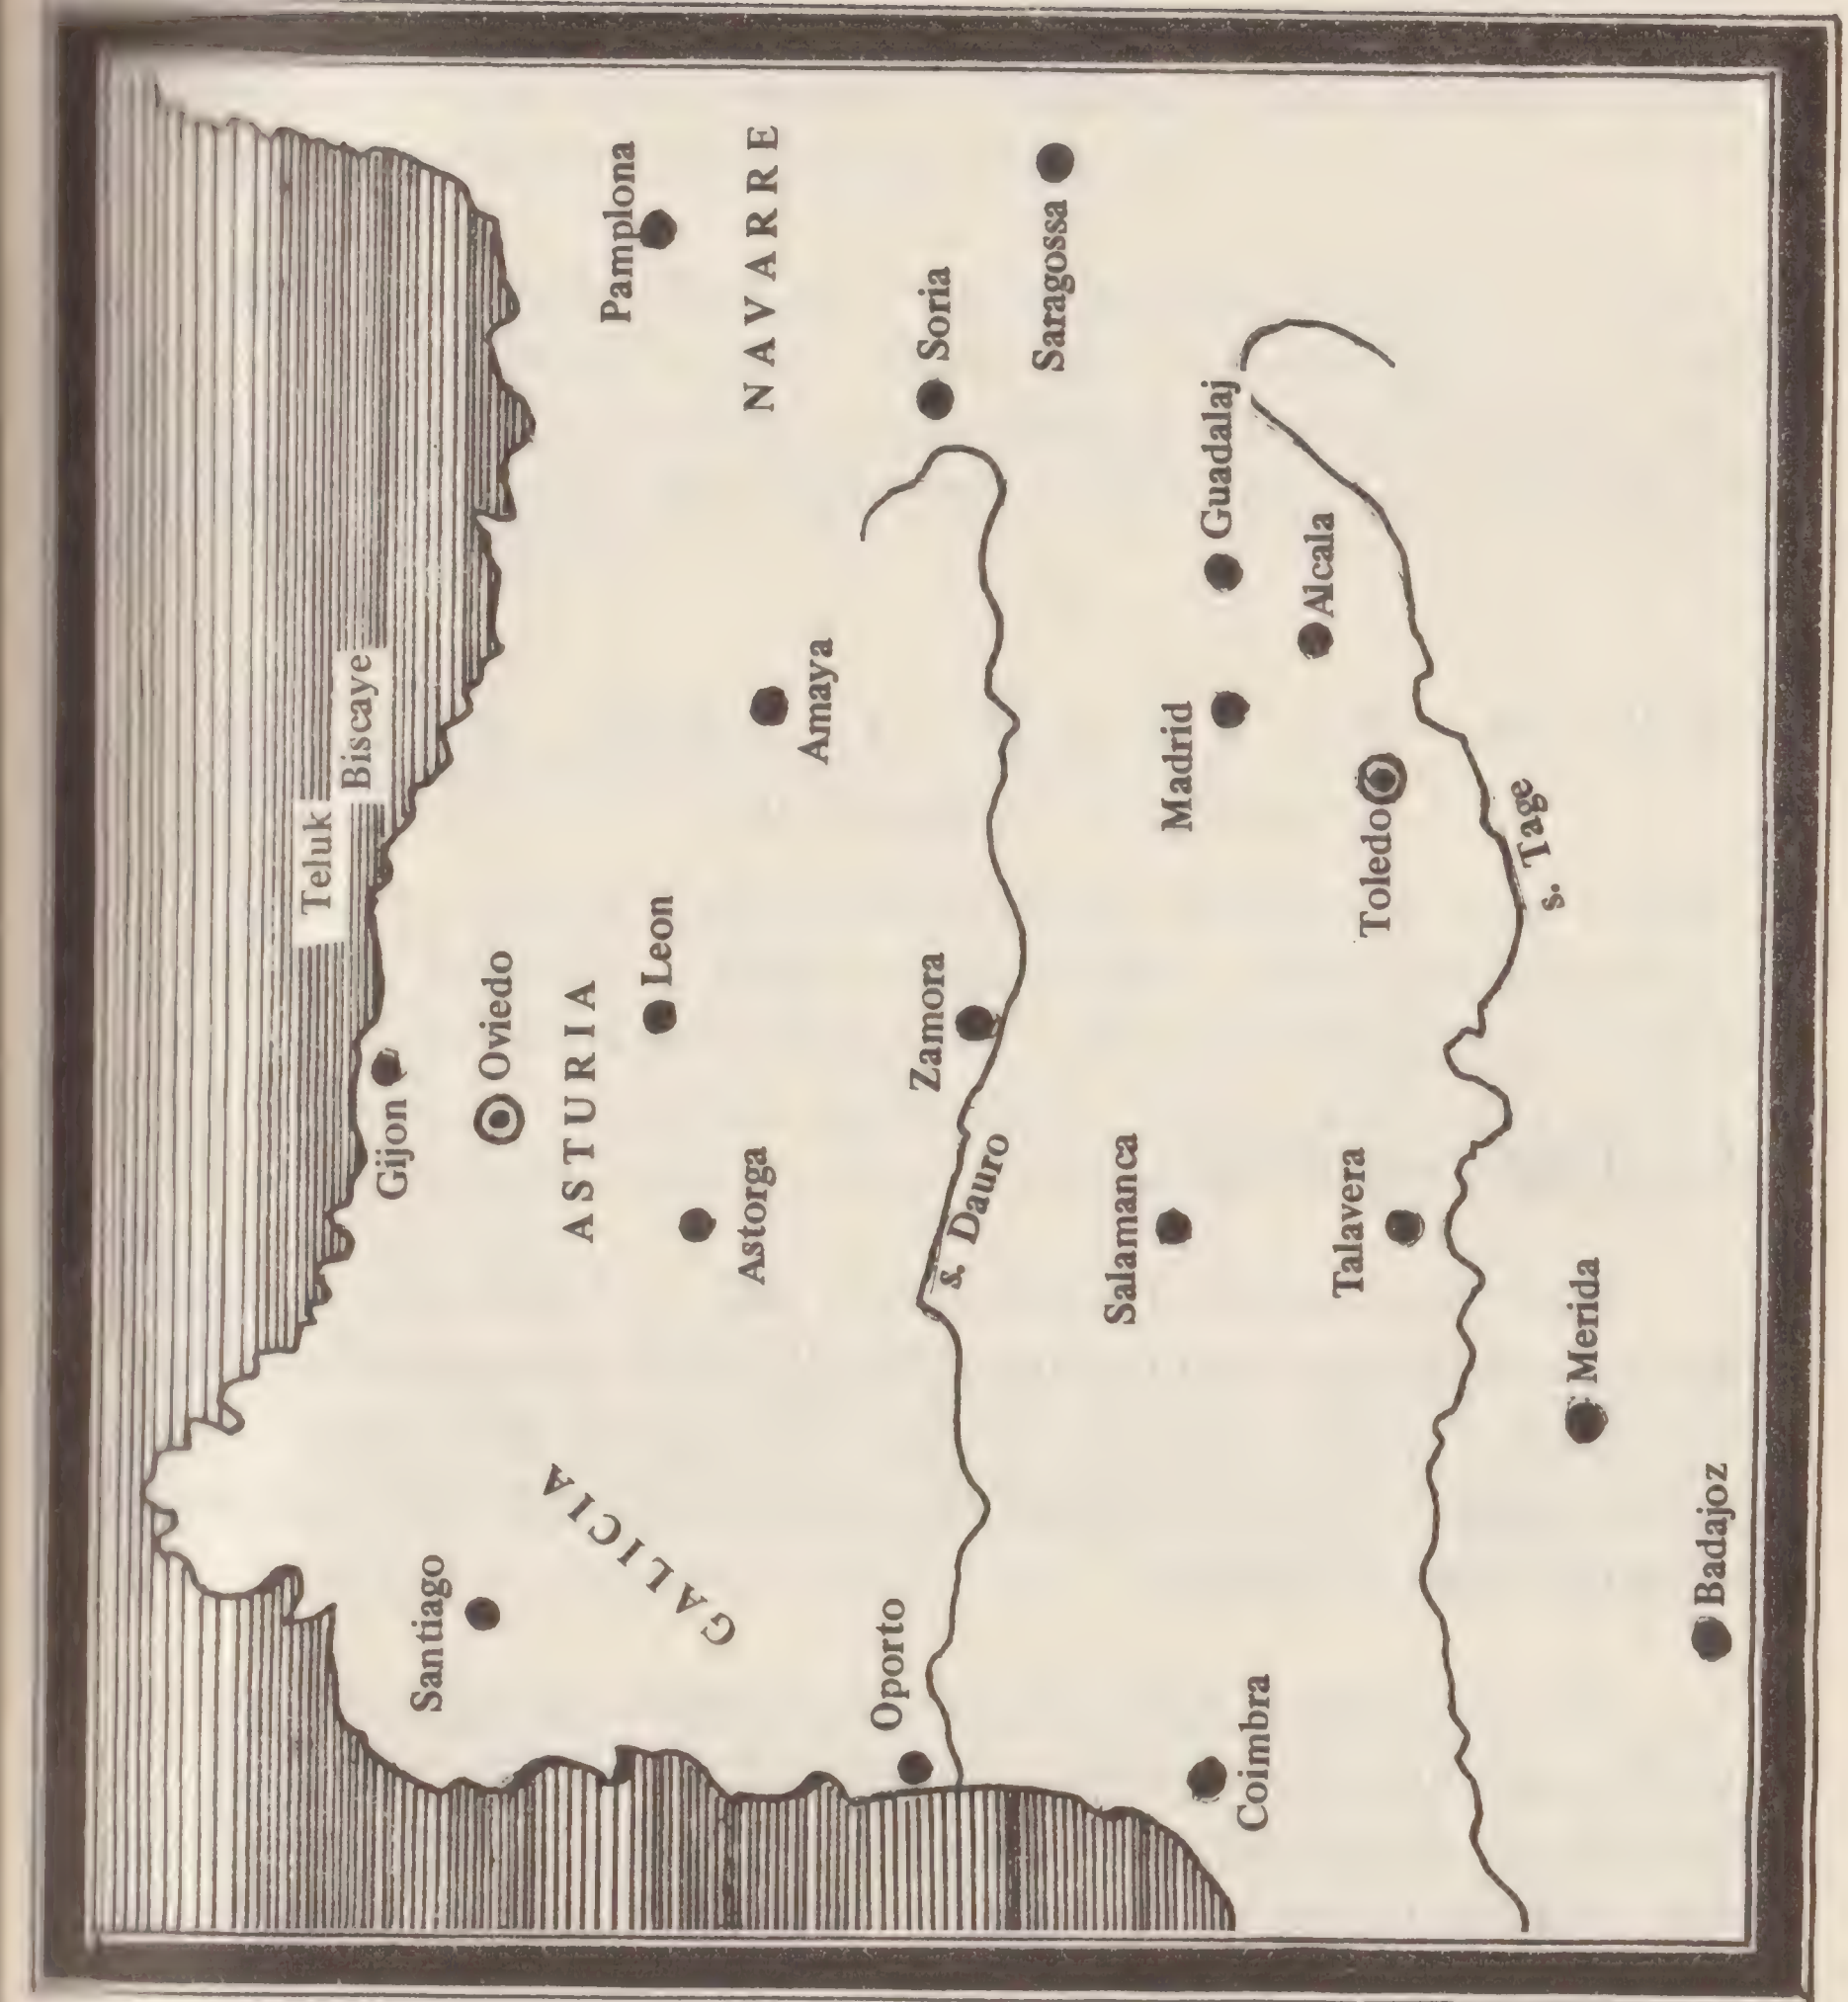 Teluk
Biscaye
Gijon
Oviedo
ASTURIA
Leon
Santiago
GALICIA
Astorga
Amaya
Pamplona
NAVARRE
Oporto
s. Dauro
Zamora
Soria
Saragossa
Coimbra
Salamanca
Madrid
Guadalaj
Alcala
Talavera
Toledo
s. Tage
Merida
Badajoz